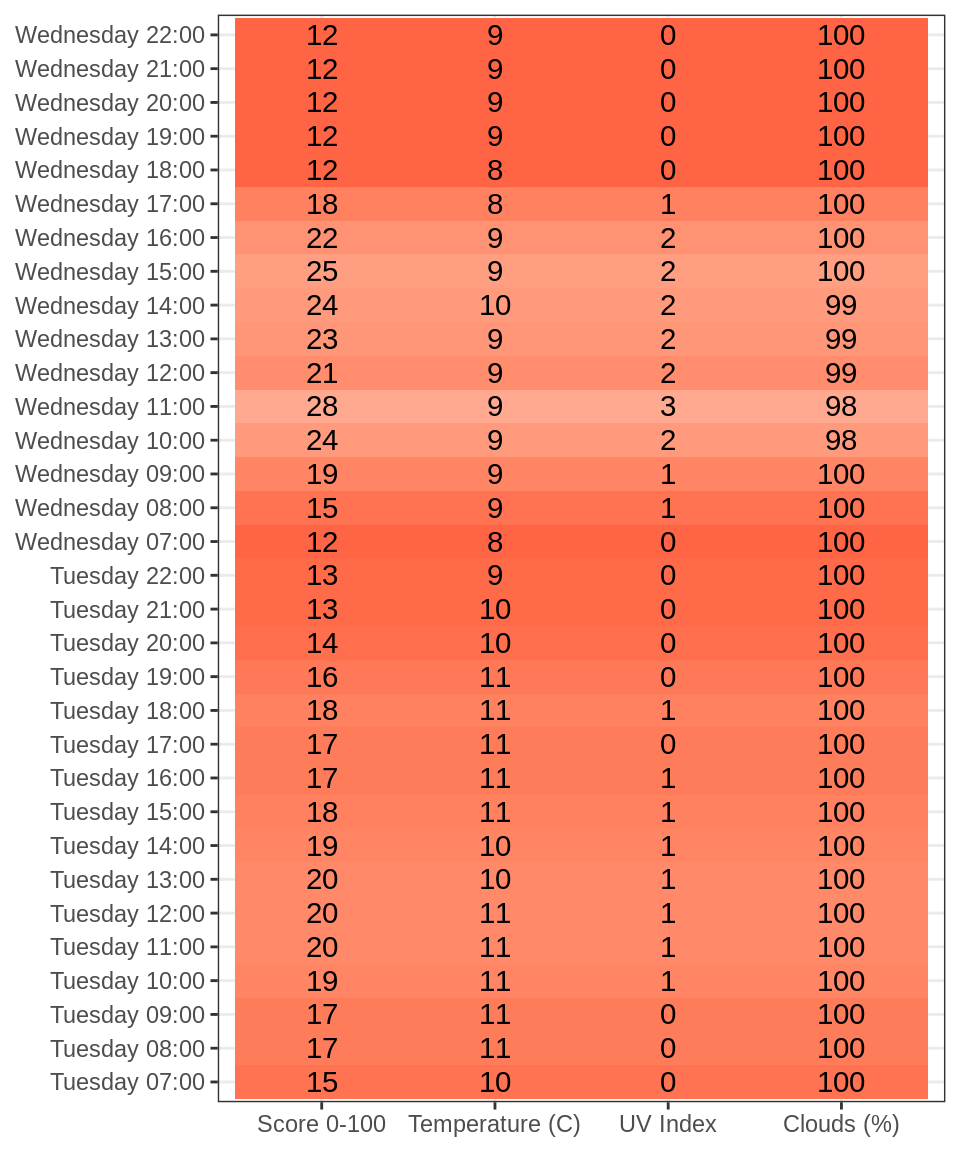 Wednesday 22:00 12 9 0 100
Wednesday 21:00 12 9 0 100
Wednesday 20:00 12 9 0 100
Wednesday 19:00 12 9 0 100
Wednesday 18:00 12 8 0 100
Wednesday 17:00 18 8 1 100
Wednesday 16:00 22 9 2 100
Wednesday 15:00 25 9 2 100
Wednesday 14:00 24 10 2 99
Wednesday 13:00 23 9 2 99
Wednesday 12:00 21 9 2 99
Wednesday 11:00 28 9 3 98
Wednesday 10:00 24 9 2 98
Wednesday 09:00 19 9 1 100
Wednesday 08:00 15 9 1 100
Wednesday 07:00 12 8 0 100
Tuesday 22:00 13 9 0 100
Tuesday 21:00 13 10 0 100
Tuesday 20:00 14 10 0 100
Tuesday 19:00 16 11 0 100
Tuesday 18:00 18 11 1 100
Tuesday 17:00 17 11 0 100
Tuesday 16:00 17 11 1 100
Tuesday 15:00 18 11 1 100
Tuesday 14:00 19 10 1 100
Tuesday 13:00 20 10 1 100
Tuesday 12:00 20 11 1 100
Tuesday 11:00 20 11 1 100
Tuesday 10:00 19 11 1 100
Tuesday 09:00 17 11 0 100
Tuesday 08:00 17 11 0 100
Tuesday 07:00 15 10 0 100
Score 0-100 Temperature (C) UV Index Clouds (%)